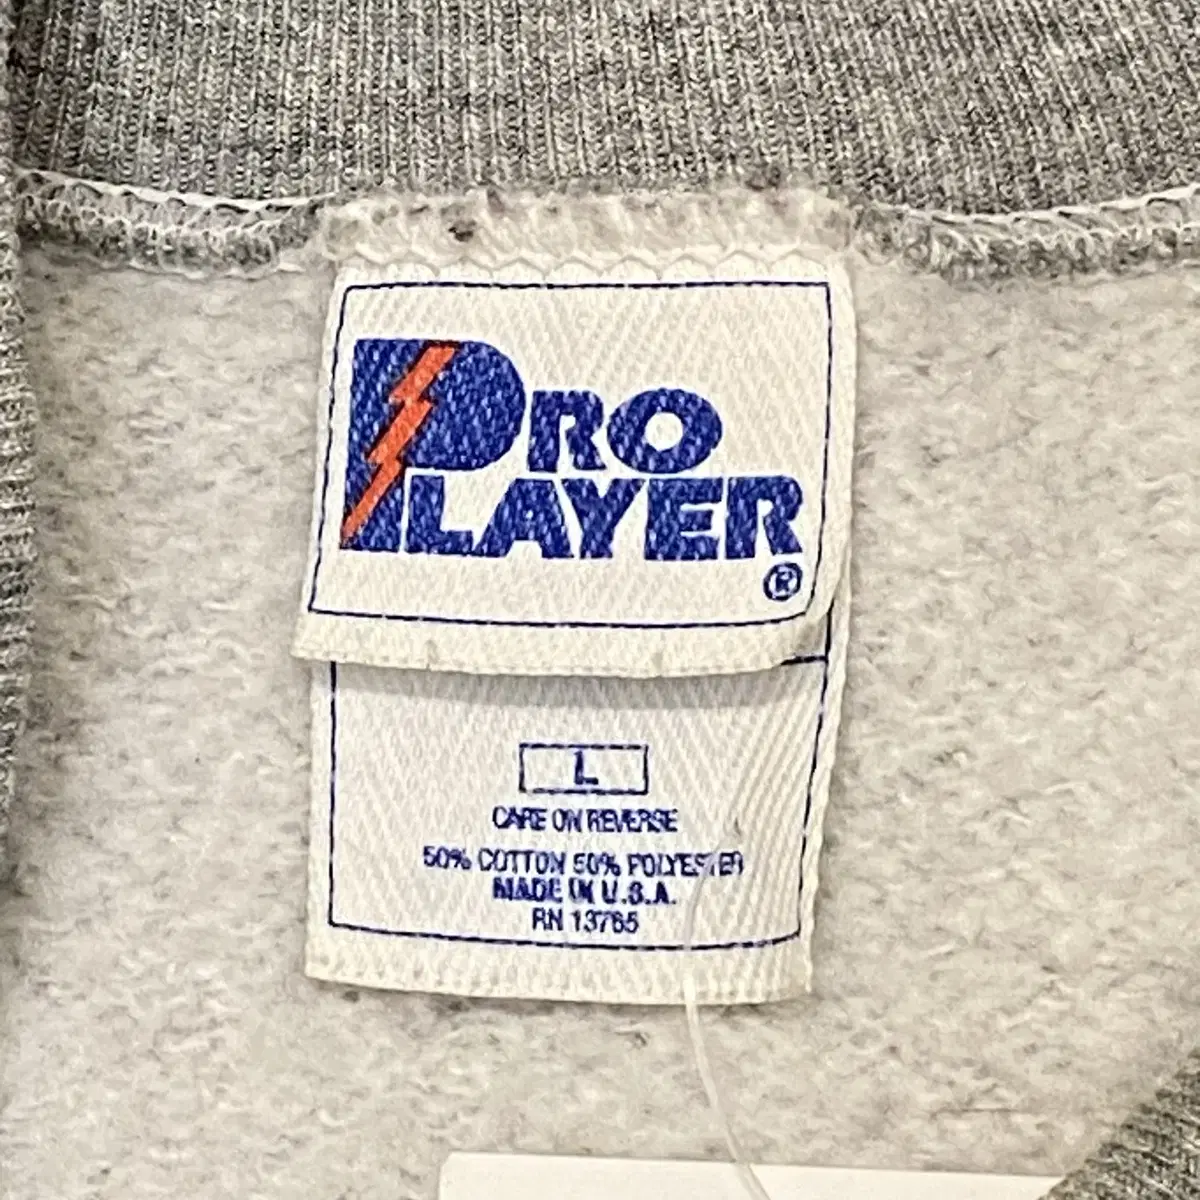 PRO
PLAYER
®
L
CARE ON REVERSE
50% COTTON 50% POLYESTER
MADE IN U.S.A.
RN 13765